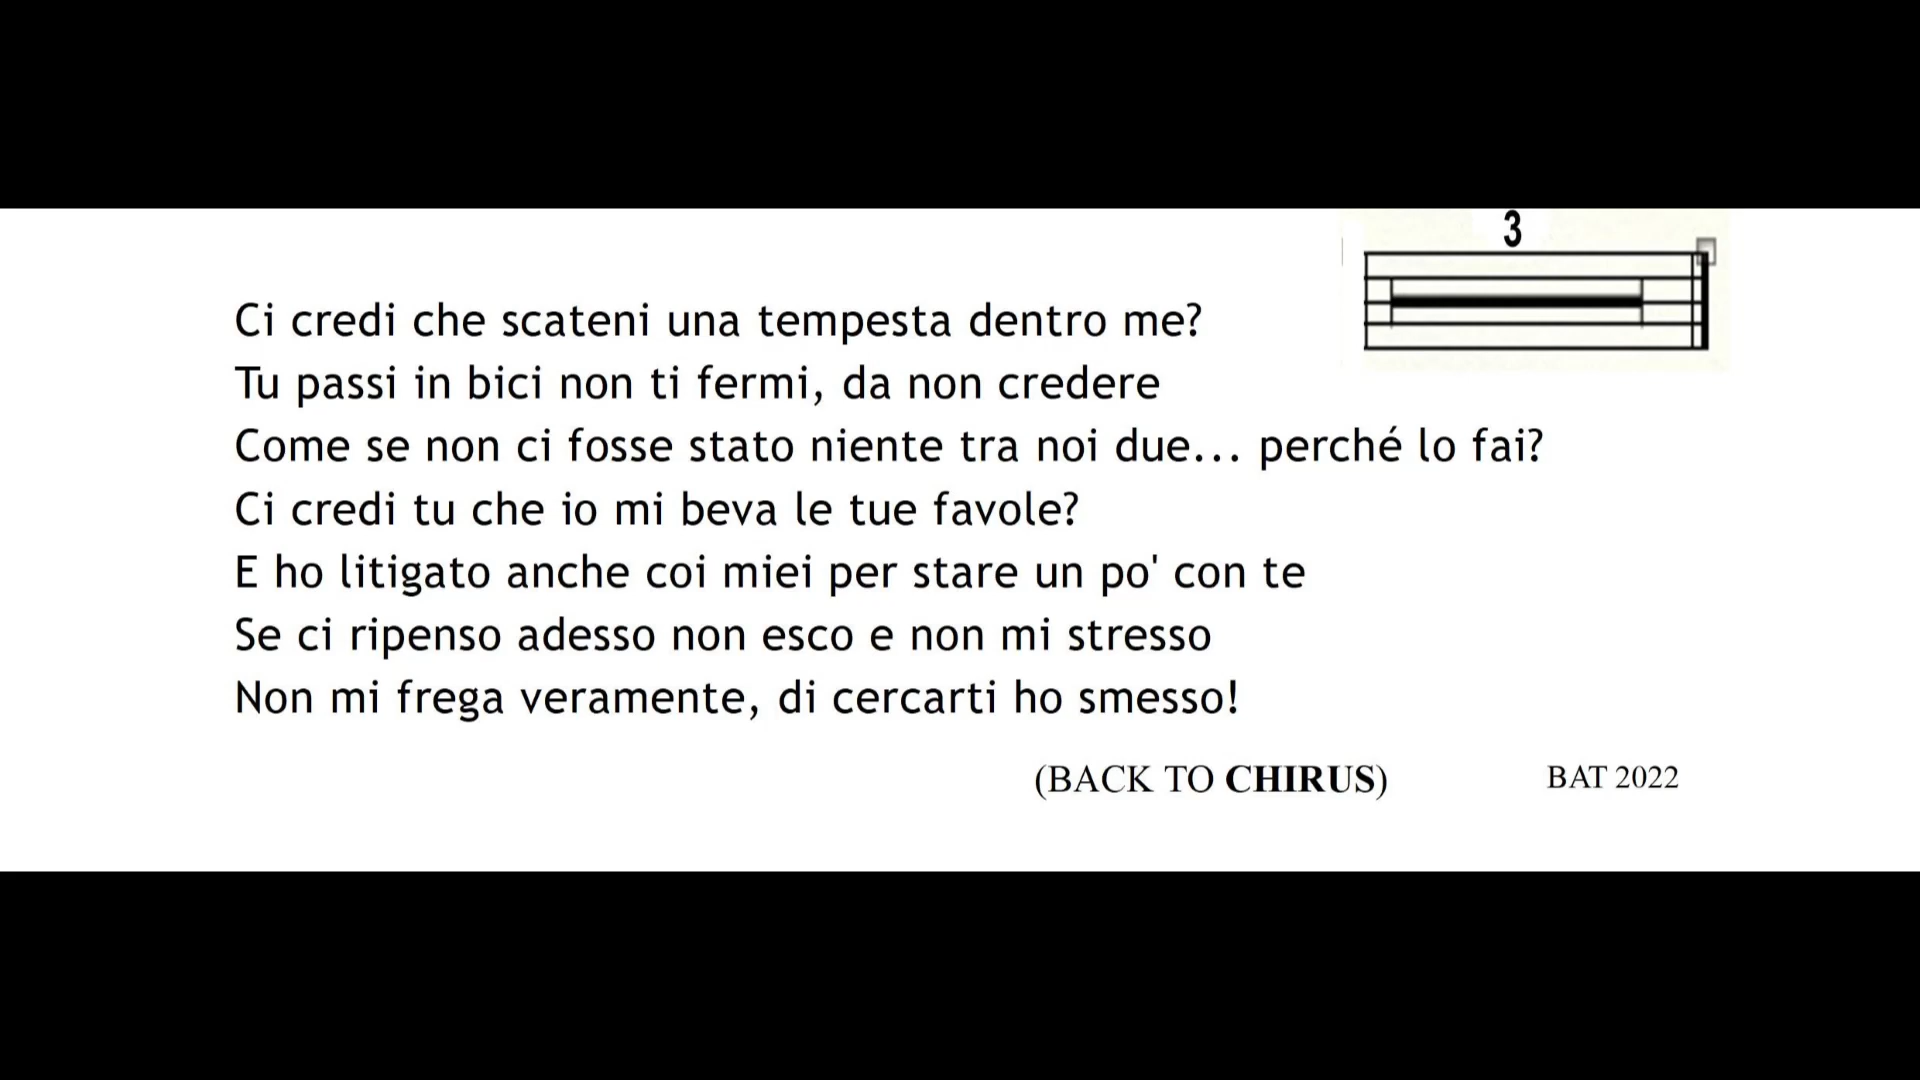 3
Ci credi che scateni una tempesta dentro me?
Tu passi in bici non ti fermi, da non credere
Come se non ci fosse stato niente tra noi due... perché lo fai?
Ci credi tu che io mi beva le tue favole?
E ho litigato anche coi miei per stare un po' con te
Se ci ripenso adesso non esco e non mi stresso
Non mi frega veramente, di cercarti ho smesso!
(BACK TO CHIRUS) BAT 2022